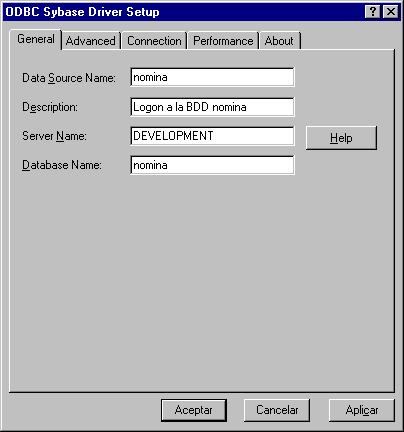 ODBC Sybase Driver Setup
General Advanced Connection Performance About
Data Source Name: nomina
Description: Logon a la BDD nomina
Server Name: DEVELOPMENT
Help
Database Name: nomina
Aceptar Cancelar Aplicar